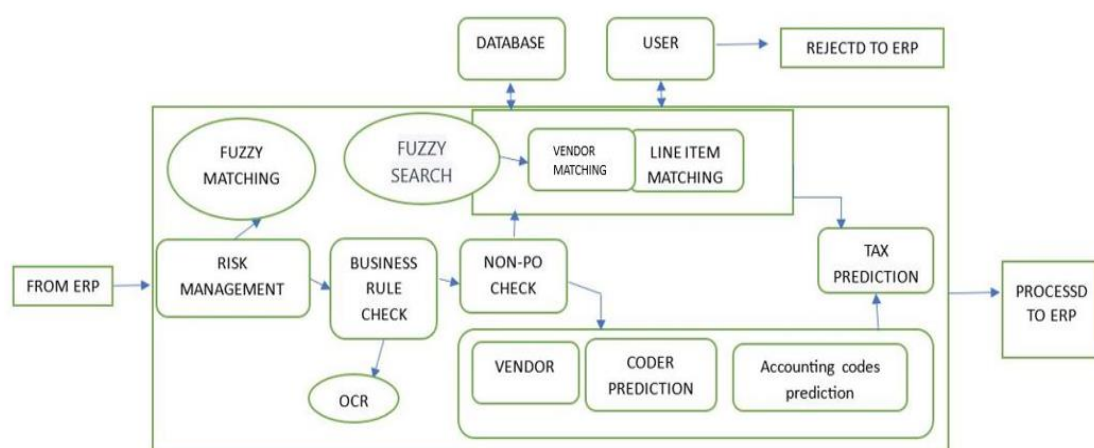 DATABASE
USER
REJECTD TO ERP
FUZZY
MATCHING
FUZZY
SEARCH
VENDOR
MATCHING
LINE ITEM
MATCHING
FROM ERP
RISK
MANAGEMENT
BUSINESS
RULE
CHECK
NON-PO
CHECK
TAX
PREDICTION
PROCESSD
TO ERP
OCR
VENDOR
CODER
PREDICTION
Accounting codes
prediction